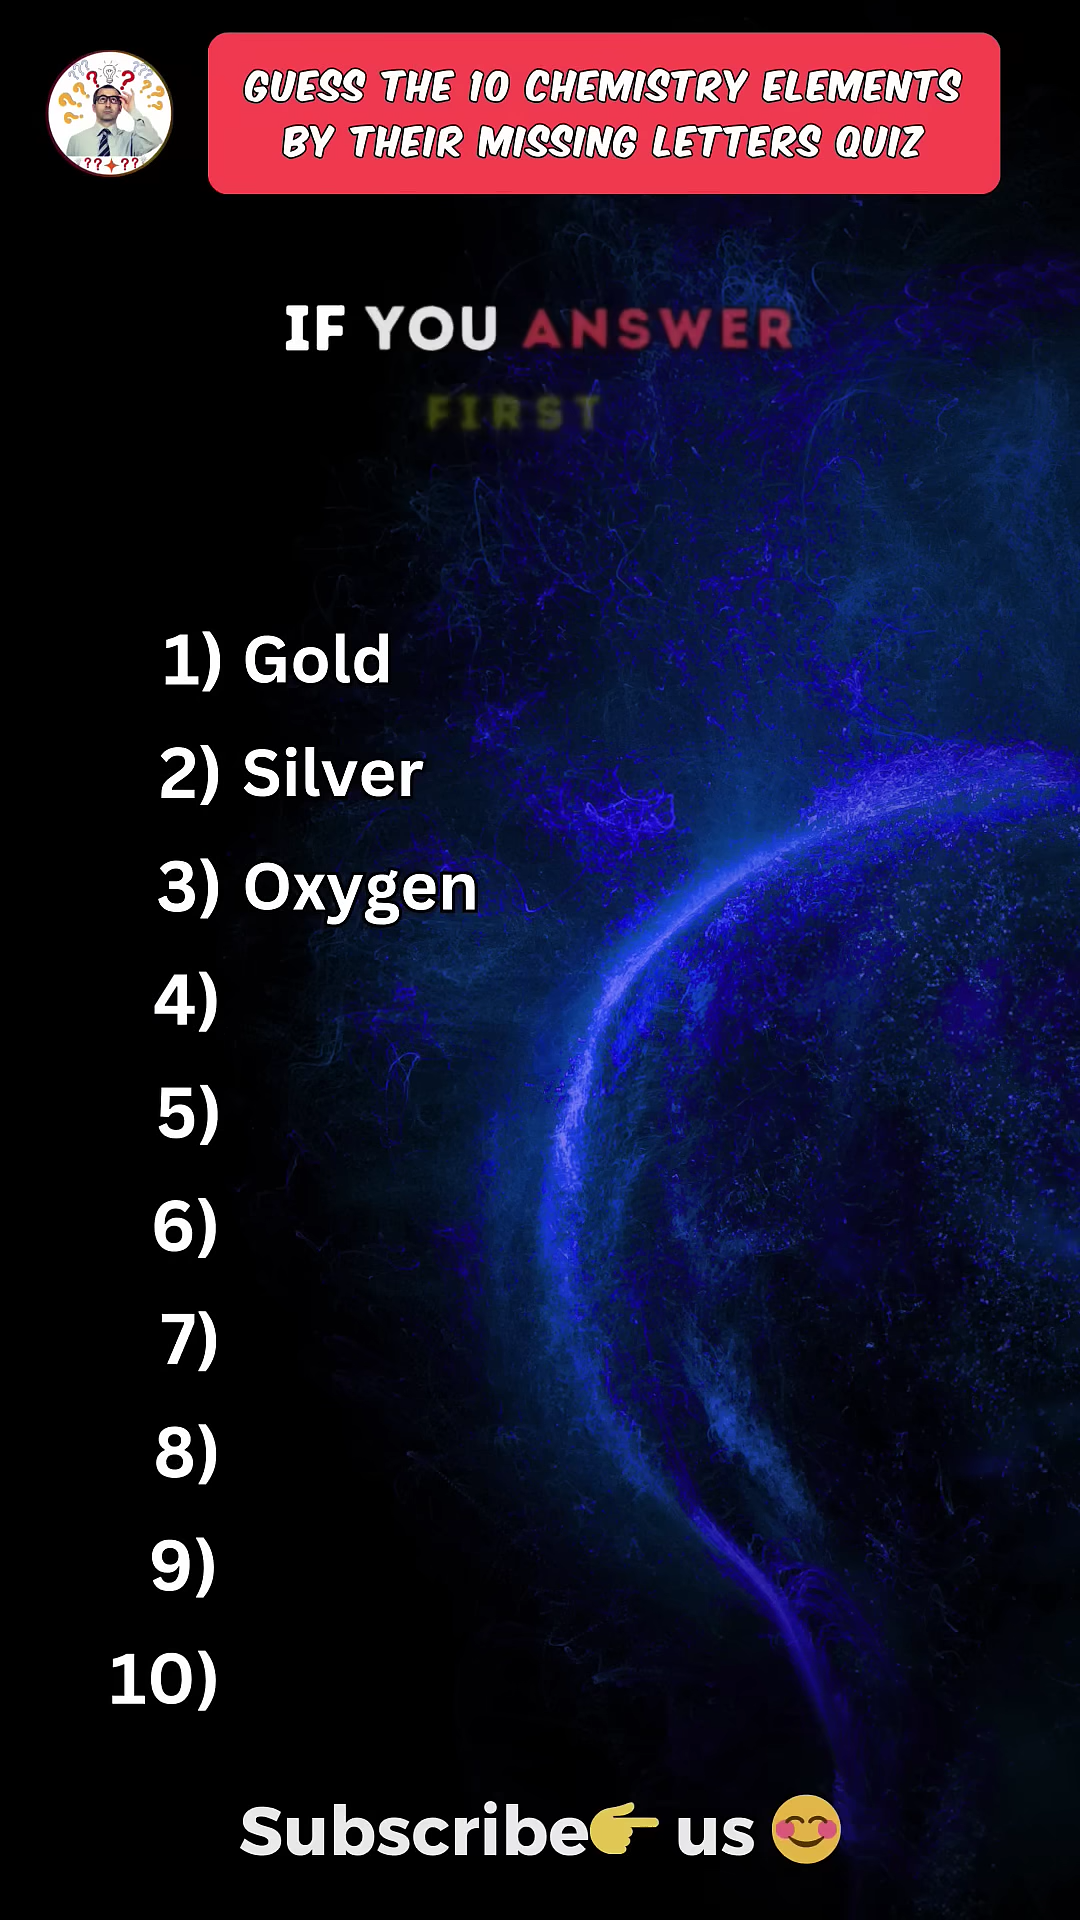 GUESS THE 10 CHEMISTRY ELEMENTS
BY THEIR MISSING LETTERS QUIZ
IF YOU ANSWER
FIRST
1) Gold
2) Silver
3) Oxygen
4)
5)
6)
7)
8)
9)
10)
Subscribe👉 us 😊